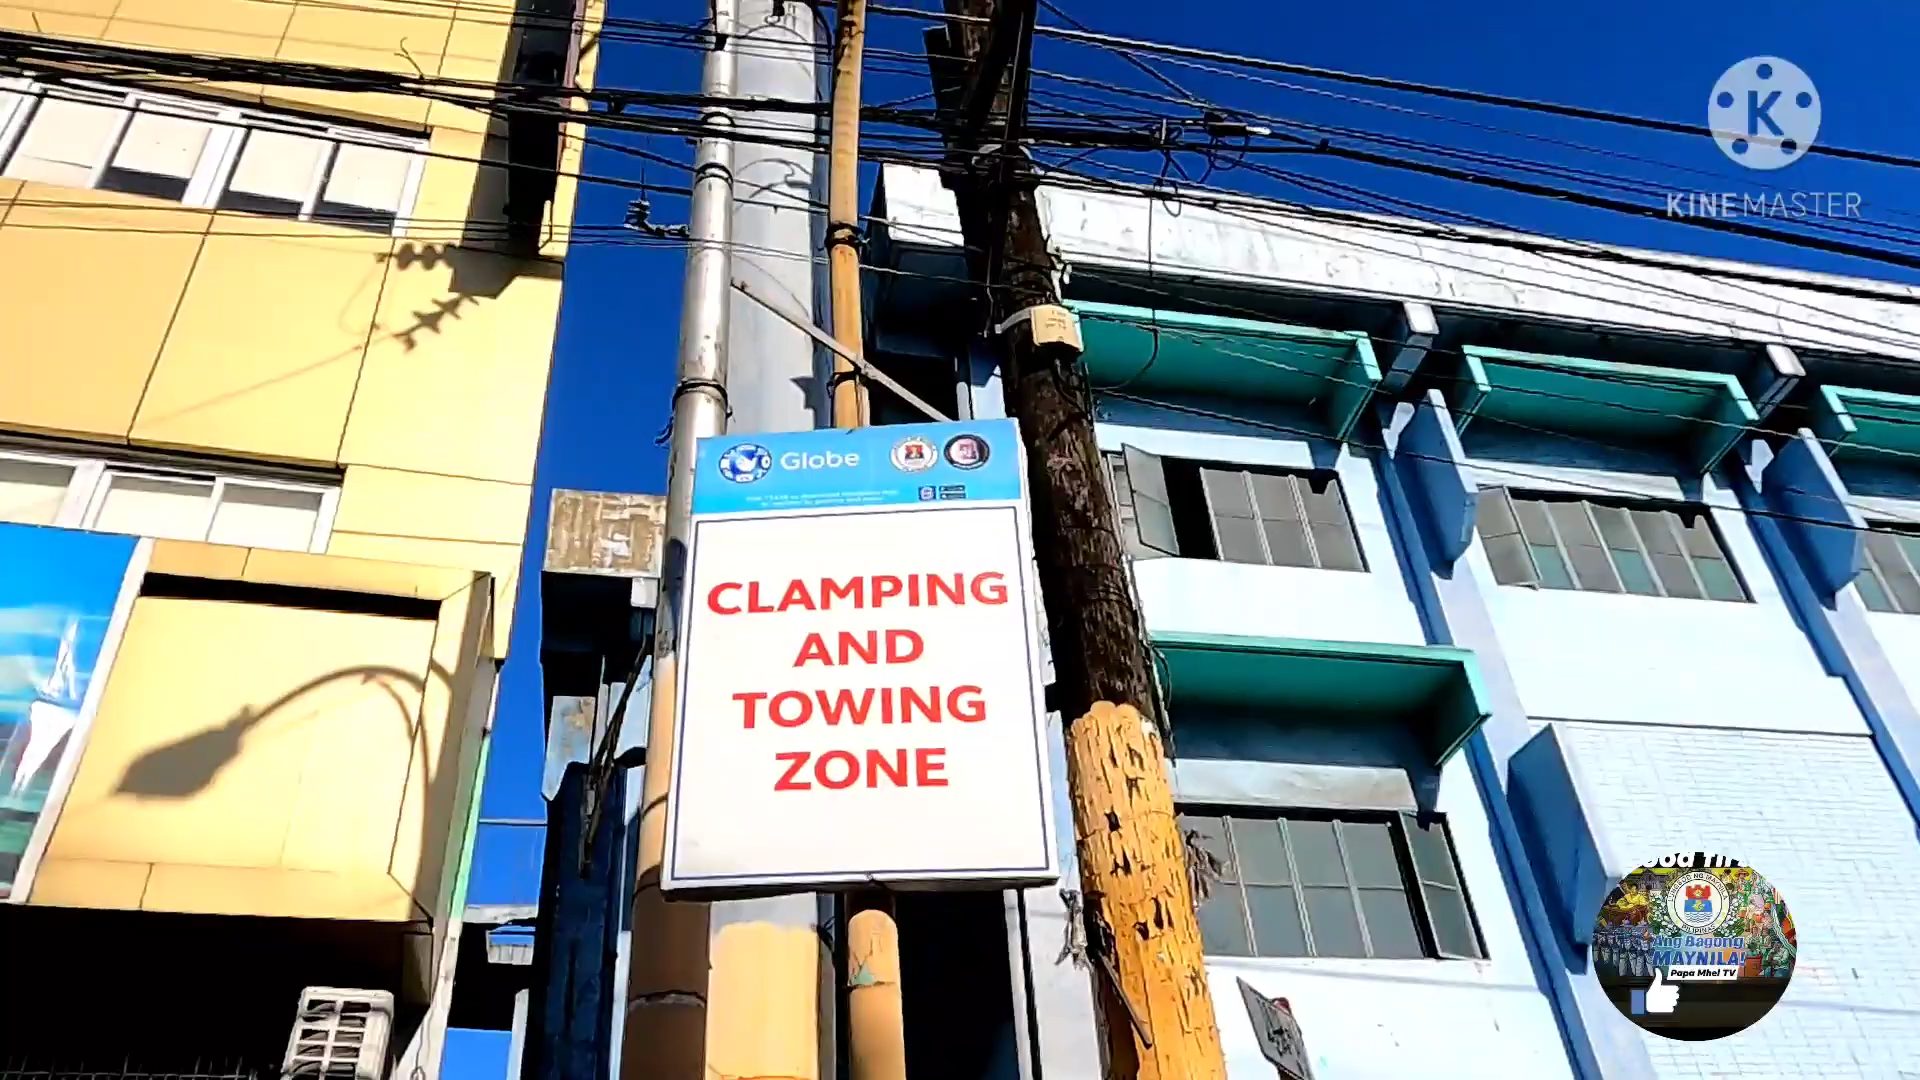 K
KINEMASTER
Globe
CLAMPING
AND
TOWING
ZONE
Ang Bagong
MAYNILA!
Papa Mhel TV